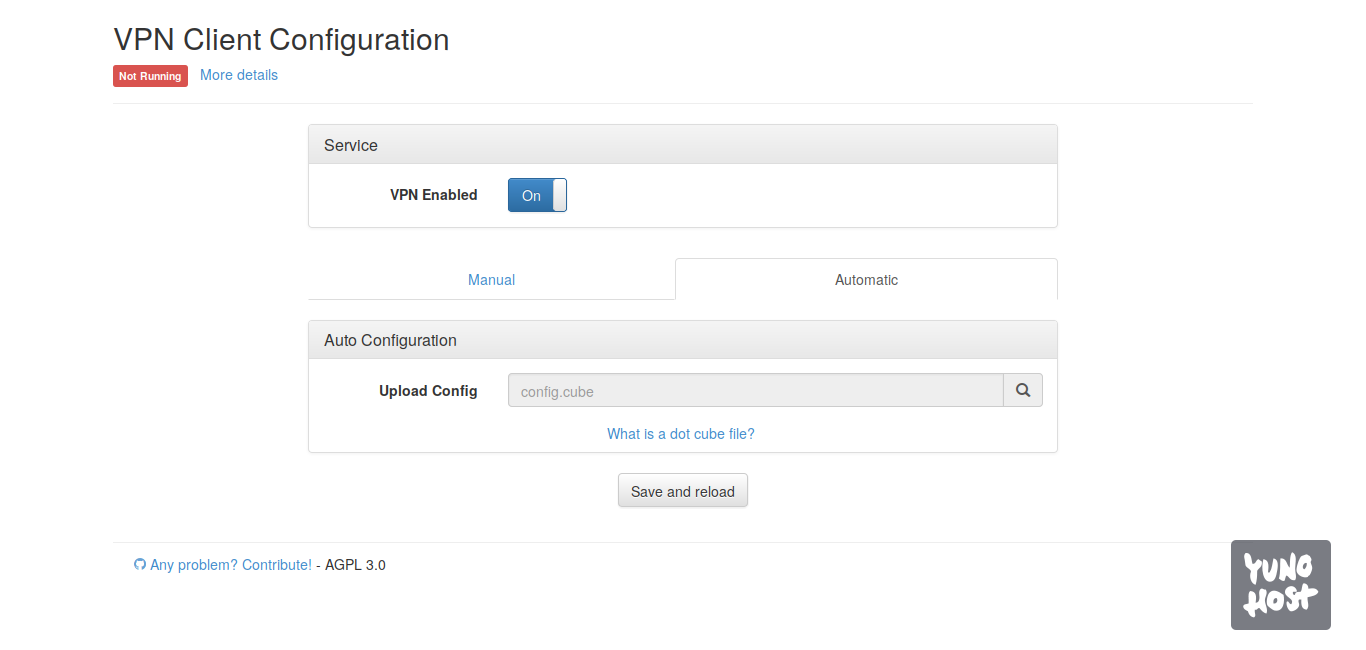 VPN Client Configuration
Not Running More details
Service
VPN Enabled On
Manual Automatic
Auto Configuration
Upload Config config.cube
What is a dot cube file?
Save and reload
Any problem? Contribute! - AGPL 3.0
YUNO
HOST